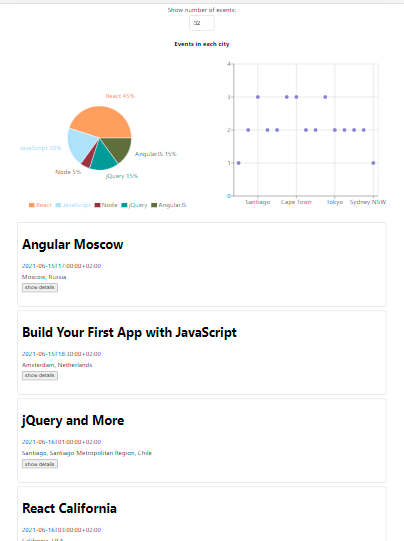 Show number of events:
32
Events in each city
React 45%
JavaScript 20%
Node 5%
jQuery 15%
AngularJS 15%
React JavaScript Node jQuery AngularJS
4
3
2
1
0
Santiago Cape Town Tokyo Sydney NSW
Angular Moscow
2021-06-15T17:00:00+02:00
Moscow, Russia
show details
Build Your First App with JavaScript
2021-06-15T18:30:00+02:00
Amsterdam, Netherlands
show details
jQuery and More
2021-06-16T01:00:00+02:00
Santiago, Santiago Metropolitan Region, Chile
show details
React California
2021-06-16T03:00:00+02:00